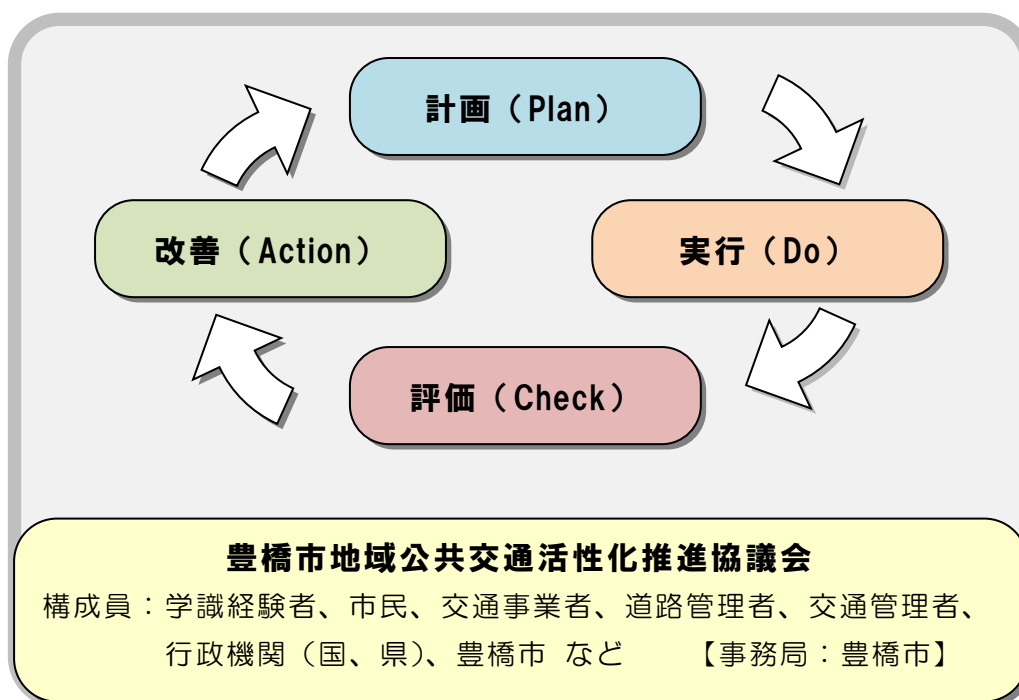 計画（Plan）
改善（Action）
実行（Do）
評価（Check）
豊橋市地域公共交通活性化推進協議会
構成員：学識経験者、市民、交通事業者、道路管理者、交通管理者、
行政機関（国、県）、豊橋市 など　【事務局：豊橋市】